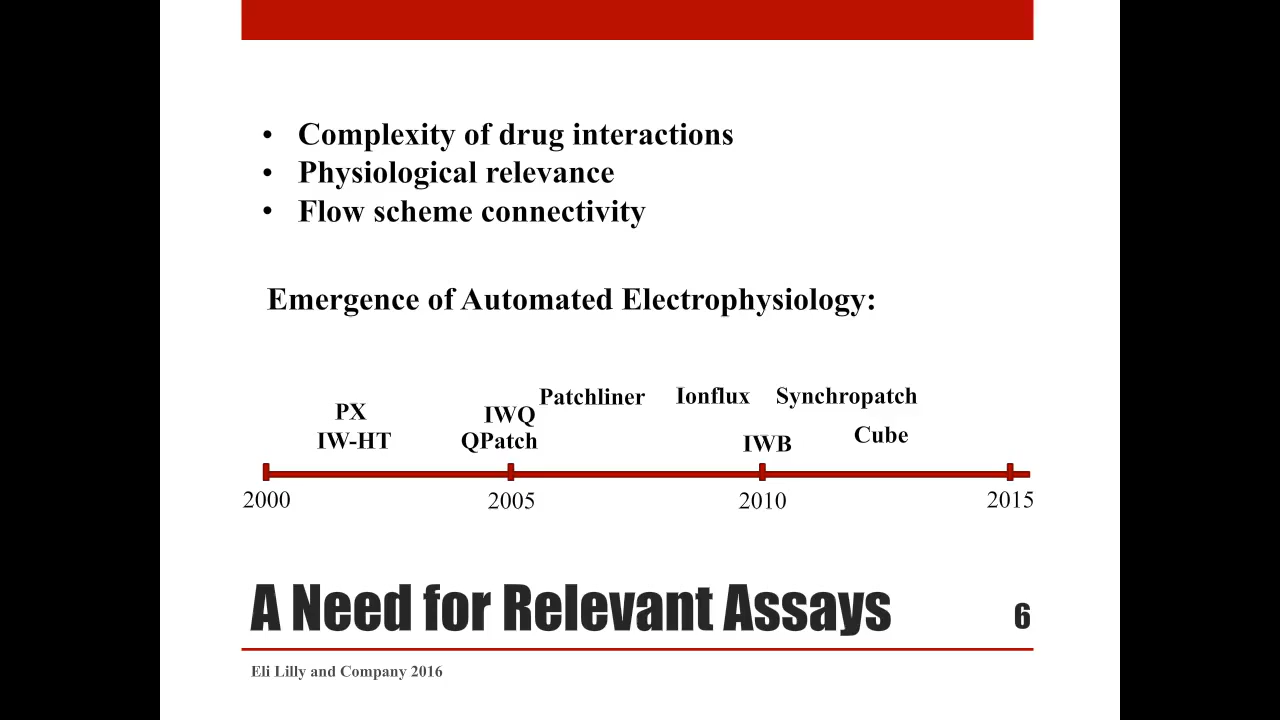 • Complexity of drug interactions
• Physiological relevance
• Flow scheme connectivity
Emergence of Automated Electrophysiology:
Patchliner Ionflux Synchropatch
PX IWQ
IW-HT QPatch IWB Cube
2000 2005 2010 2015
A Need for Relevant Assays 6
Eli Lilly and Company 2016